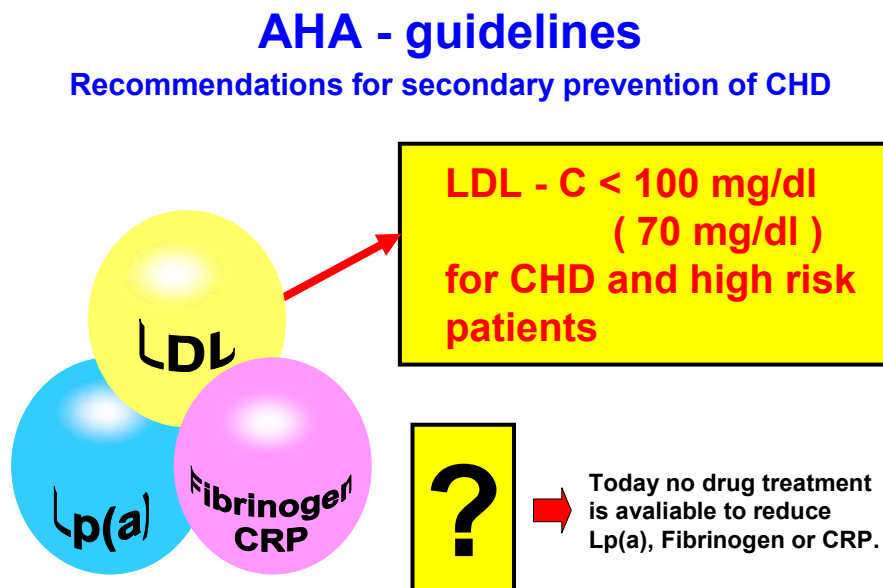 AHA - guidelines
Recommendations for secondary prevention of CHD
LDL - C < 100 mg/dl
( 70 mg/dl )
for CHD and high risk
patients
LDL
Lp(a)
Fibrinogen
CRP
?
Today no drug treatment
is avaliable to reduce
Lp(a), Fibrinogen or CRP.